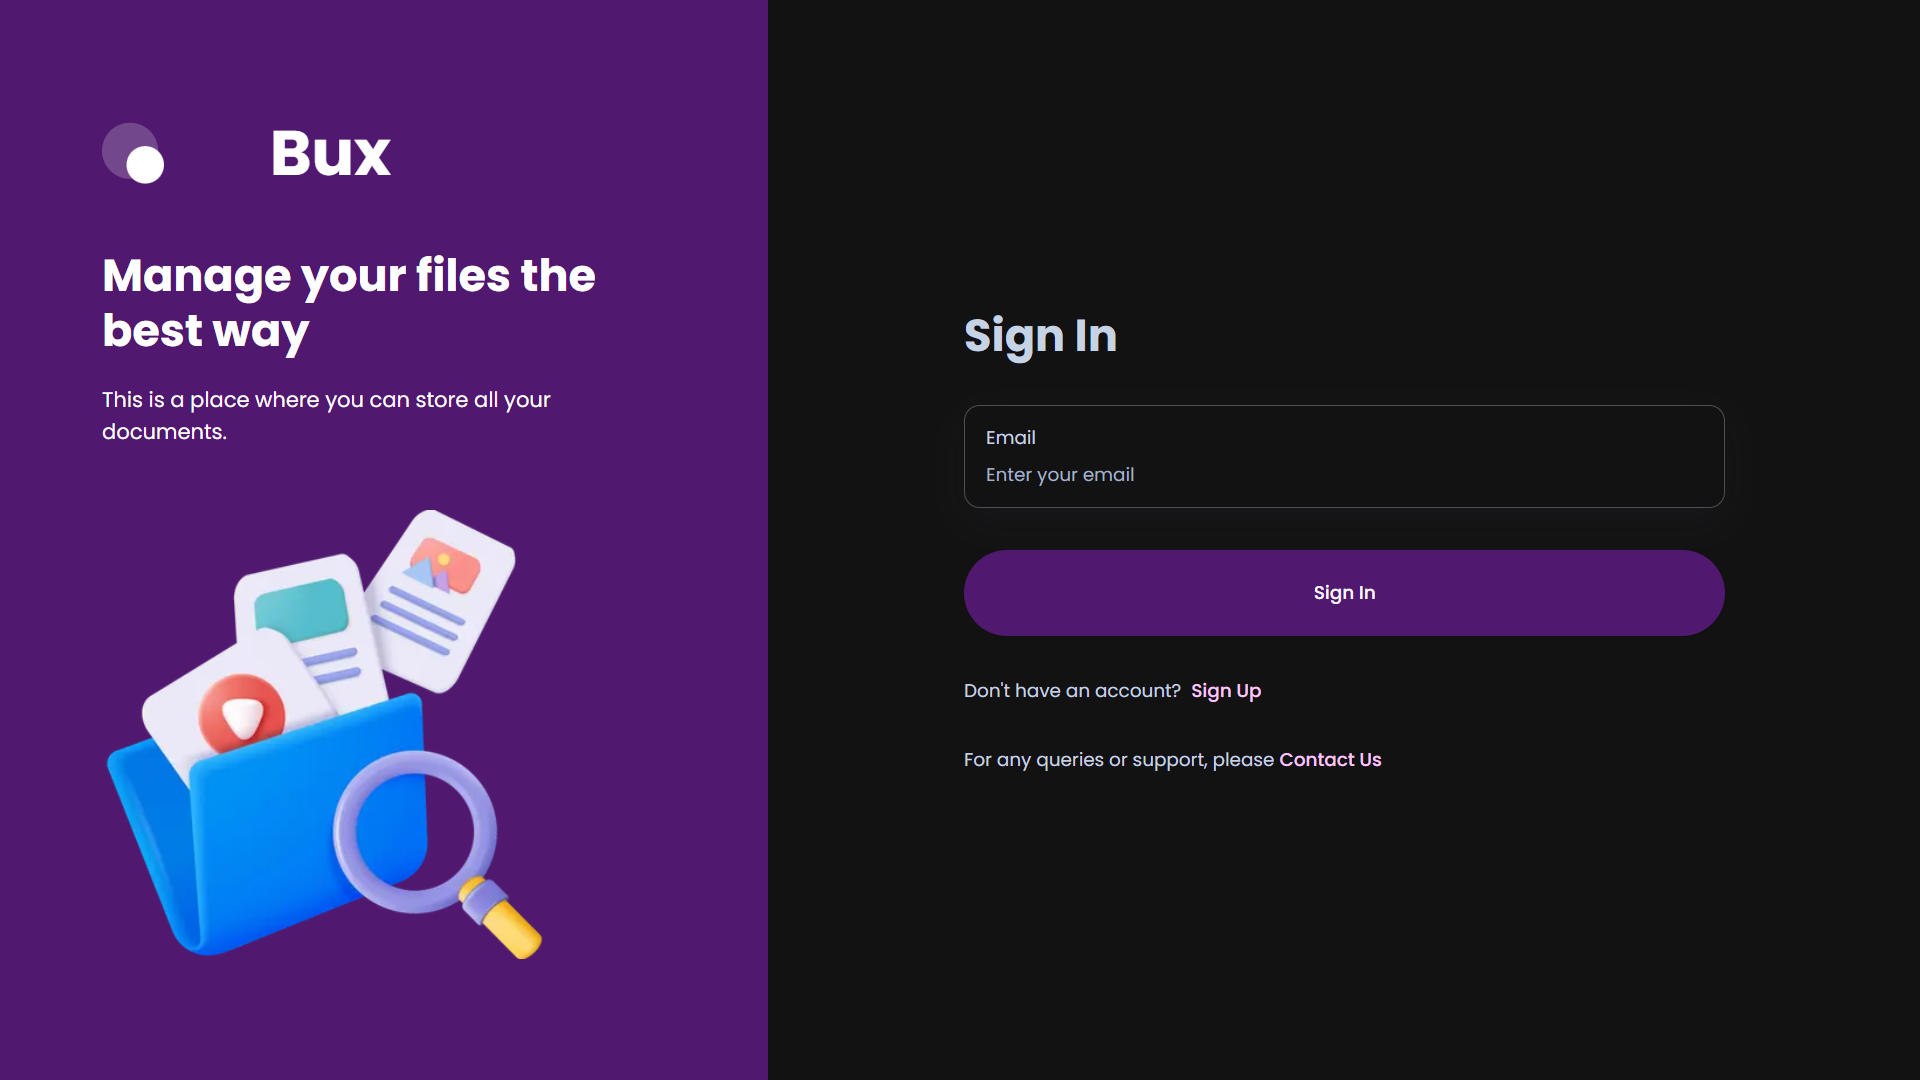 Bux
Manage your files the
best way
This is a place where you can store all your
documents.
Sign In
Email
Enter your email
Sign In
Don't have an account? Sign Up
For any queries or support, please Contact Us